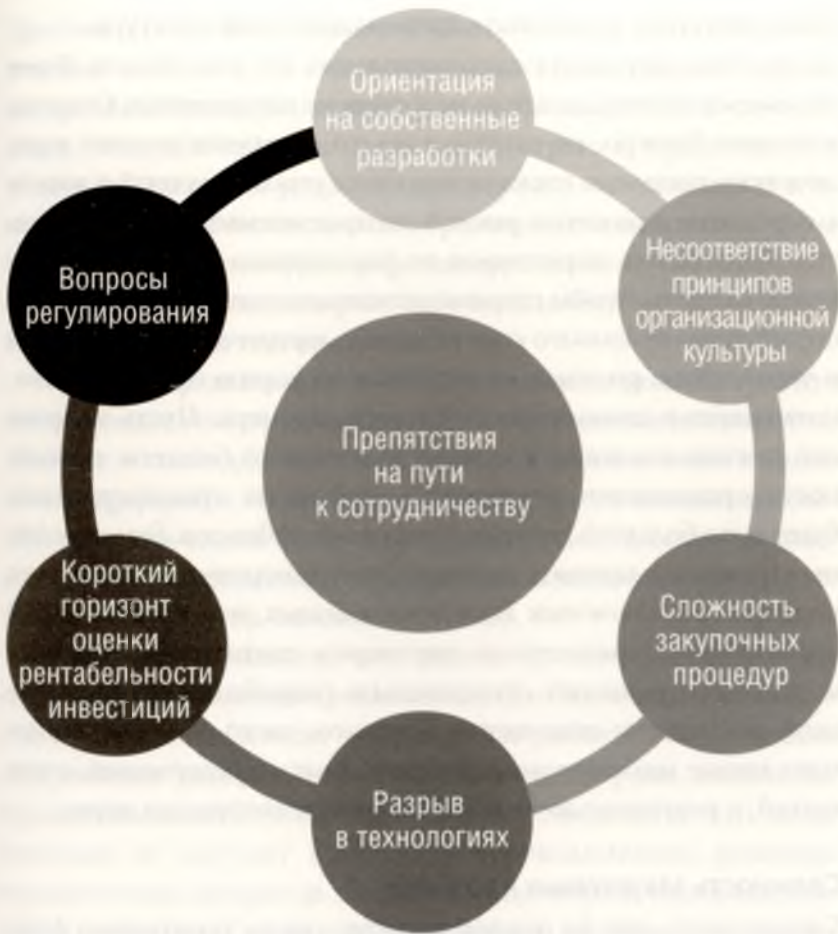 Ориентация
на собственные
разработки
Несоответствие
принципов
организационной
культуры
Сложность
закупочных
процедур
Разрыв
в технологиях
Короткий
горизонт
оценки
рентабельности
инвестиций
Вопросы
регулирования
Препятствия
на пути
к сотрудничеству